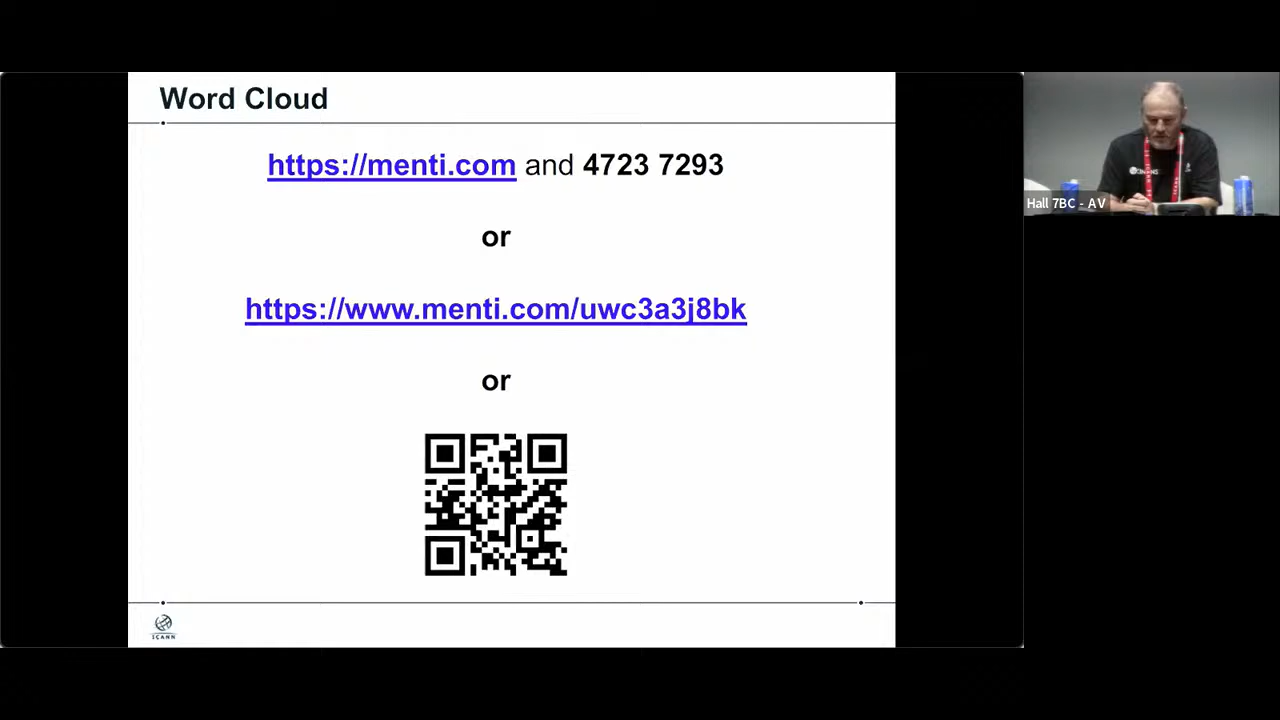 Word Cloud
https://menti.com and 4723 7293
or
https://www.menti.com/uwc3a3j8bk
or
ICANN
Hall 7BC - AV